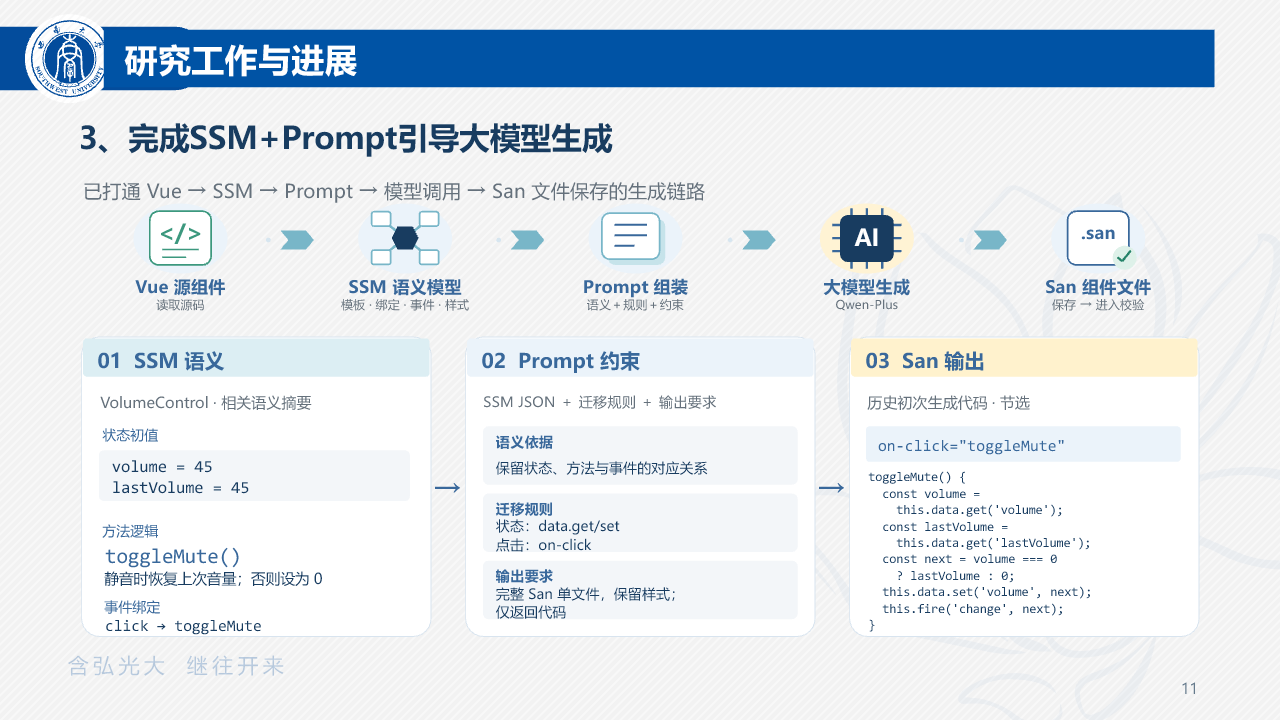 研究工作与进展
SOUTHWEST UNIVERSITY
3、完成SSM+Prompt引导大模型生成
已打通 Vue → SSM → Prompt → 模型调用 → San 文件保存的生成链路
</>
AI
.san
Vue 源组件
SSM 语义模型
Prompt 组装
大模型生成
San 组件文件
读取源码
模板 · 绑定 · 事件 · 样式
语义 + 规则 + 约束
Qwen-Plus
保存 → 进入校验
01 SSM 语义
VolumeControl · 相关语义摘要
状态初值
volume = 45
lastVolume = 45
方法逻辑
toggleMute()
静音时恢复上次音量；否则设为 0
事件绑定
click → toggleMute
→
02 Prompt 约束
SSM JSON + 迁移规则 + 输出要求
语义依据
保留状态、方法与事件的对应关系
迁移规则
状态：data.get/set
点击：on-click
输出要求
完整 San 单文件，保留样式；
仅返回代码
→
03 San 输出
历史初次生成代码 · 节选
on-click="toggleMute"
toggleMute() {
const volume =
this.data.get('volume');
const lastVolume =
this.data.get('lastVolume');
const next = volume === 0
? lastVolume : 0;
this.data.set('volume', next);
this.fire('change', next);
}
含弘光大 继往开来
11